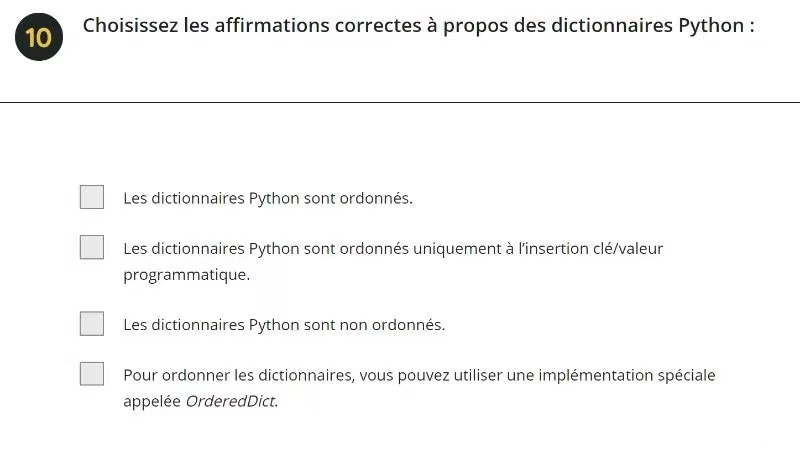 10
Choisissez les affirmations correctes à propos des dictionnaires Python :
Les dictionnaires Python sont ordonnés.
Les dictionnaires Python sont ordonnés uniquement à l’insertion clé/valeur
programmatique.
Les dictionnaires Python sont non ordonnés.
Pour ordonner les dictionnaires, vous pouvez utiliser une implémentation spéciale
appelée OrderedDict.